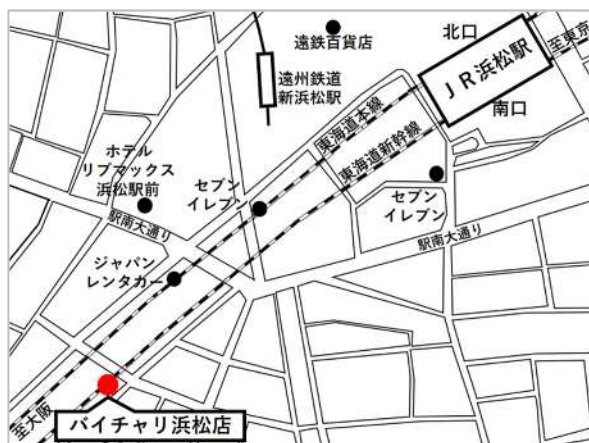 北口
至東京
遠鉄百貨店
JR浜松駅
遠州鉄道
新浜松駅
南口
東海道本線
東海道新幹線
ホテル
リブマックス
浜松駅前
セブン
イレブン
セブン
イレブン
駅南大通り
駅南大通り
ジャパン
レンタカー
至大阪
バイチャリ浜松店